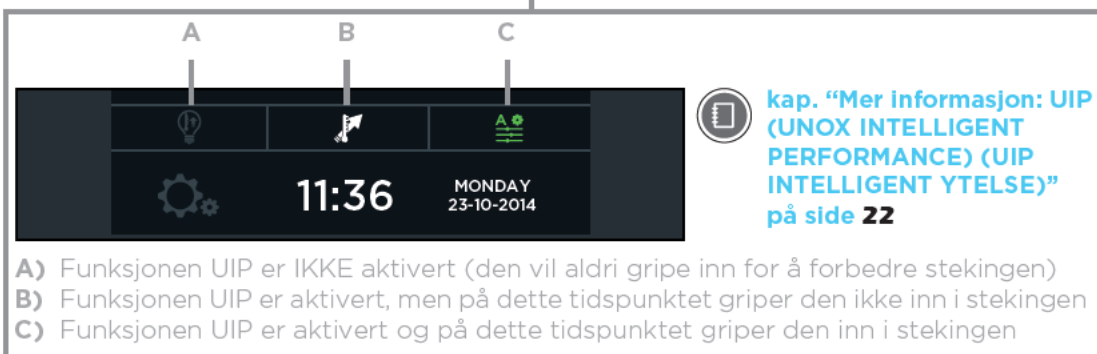 A B C
kap. “Mer informasjon: UIP
(UNOX INTELLIGENT
PERFORMANCE) (UIP
INTELLIGENT YTELSE)”
på side 22
A
11:36
MONDAY
23-10-2014
A) Funksjonen UIP er IKKE aktivert (den vil aldri gripe inn for å forbedre stekingen)
B) Funksjonen UIP er aktivert, men på dette tidspunktet griper den ikke inn i stekingen
C) Funksjonen UIP er aktivert og på dette tidspunktet griper den inn i stekingen